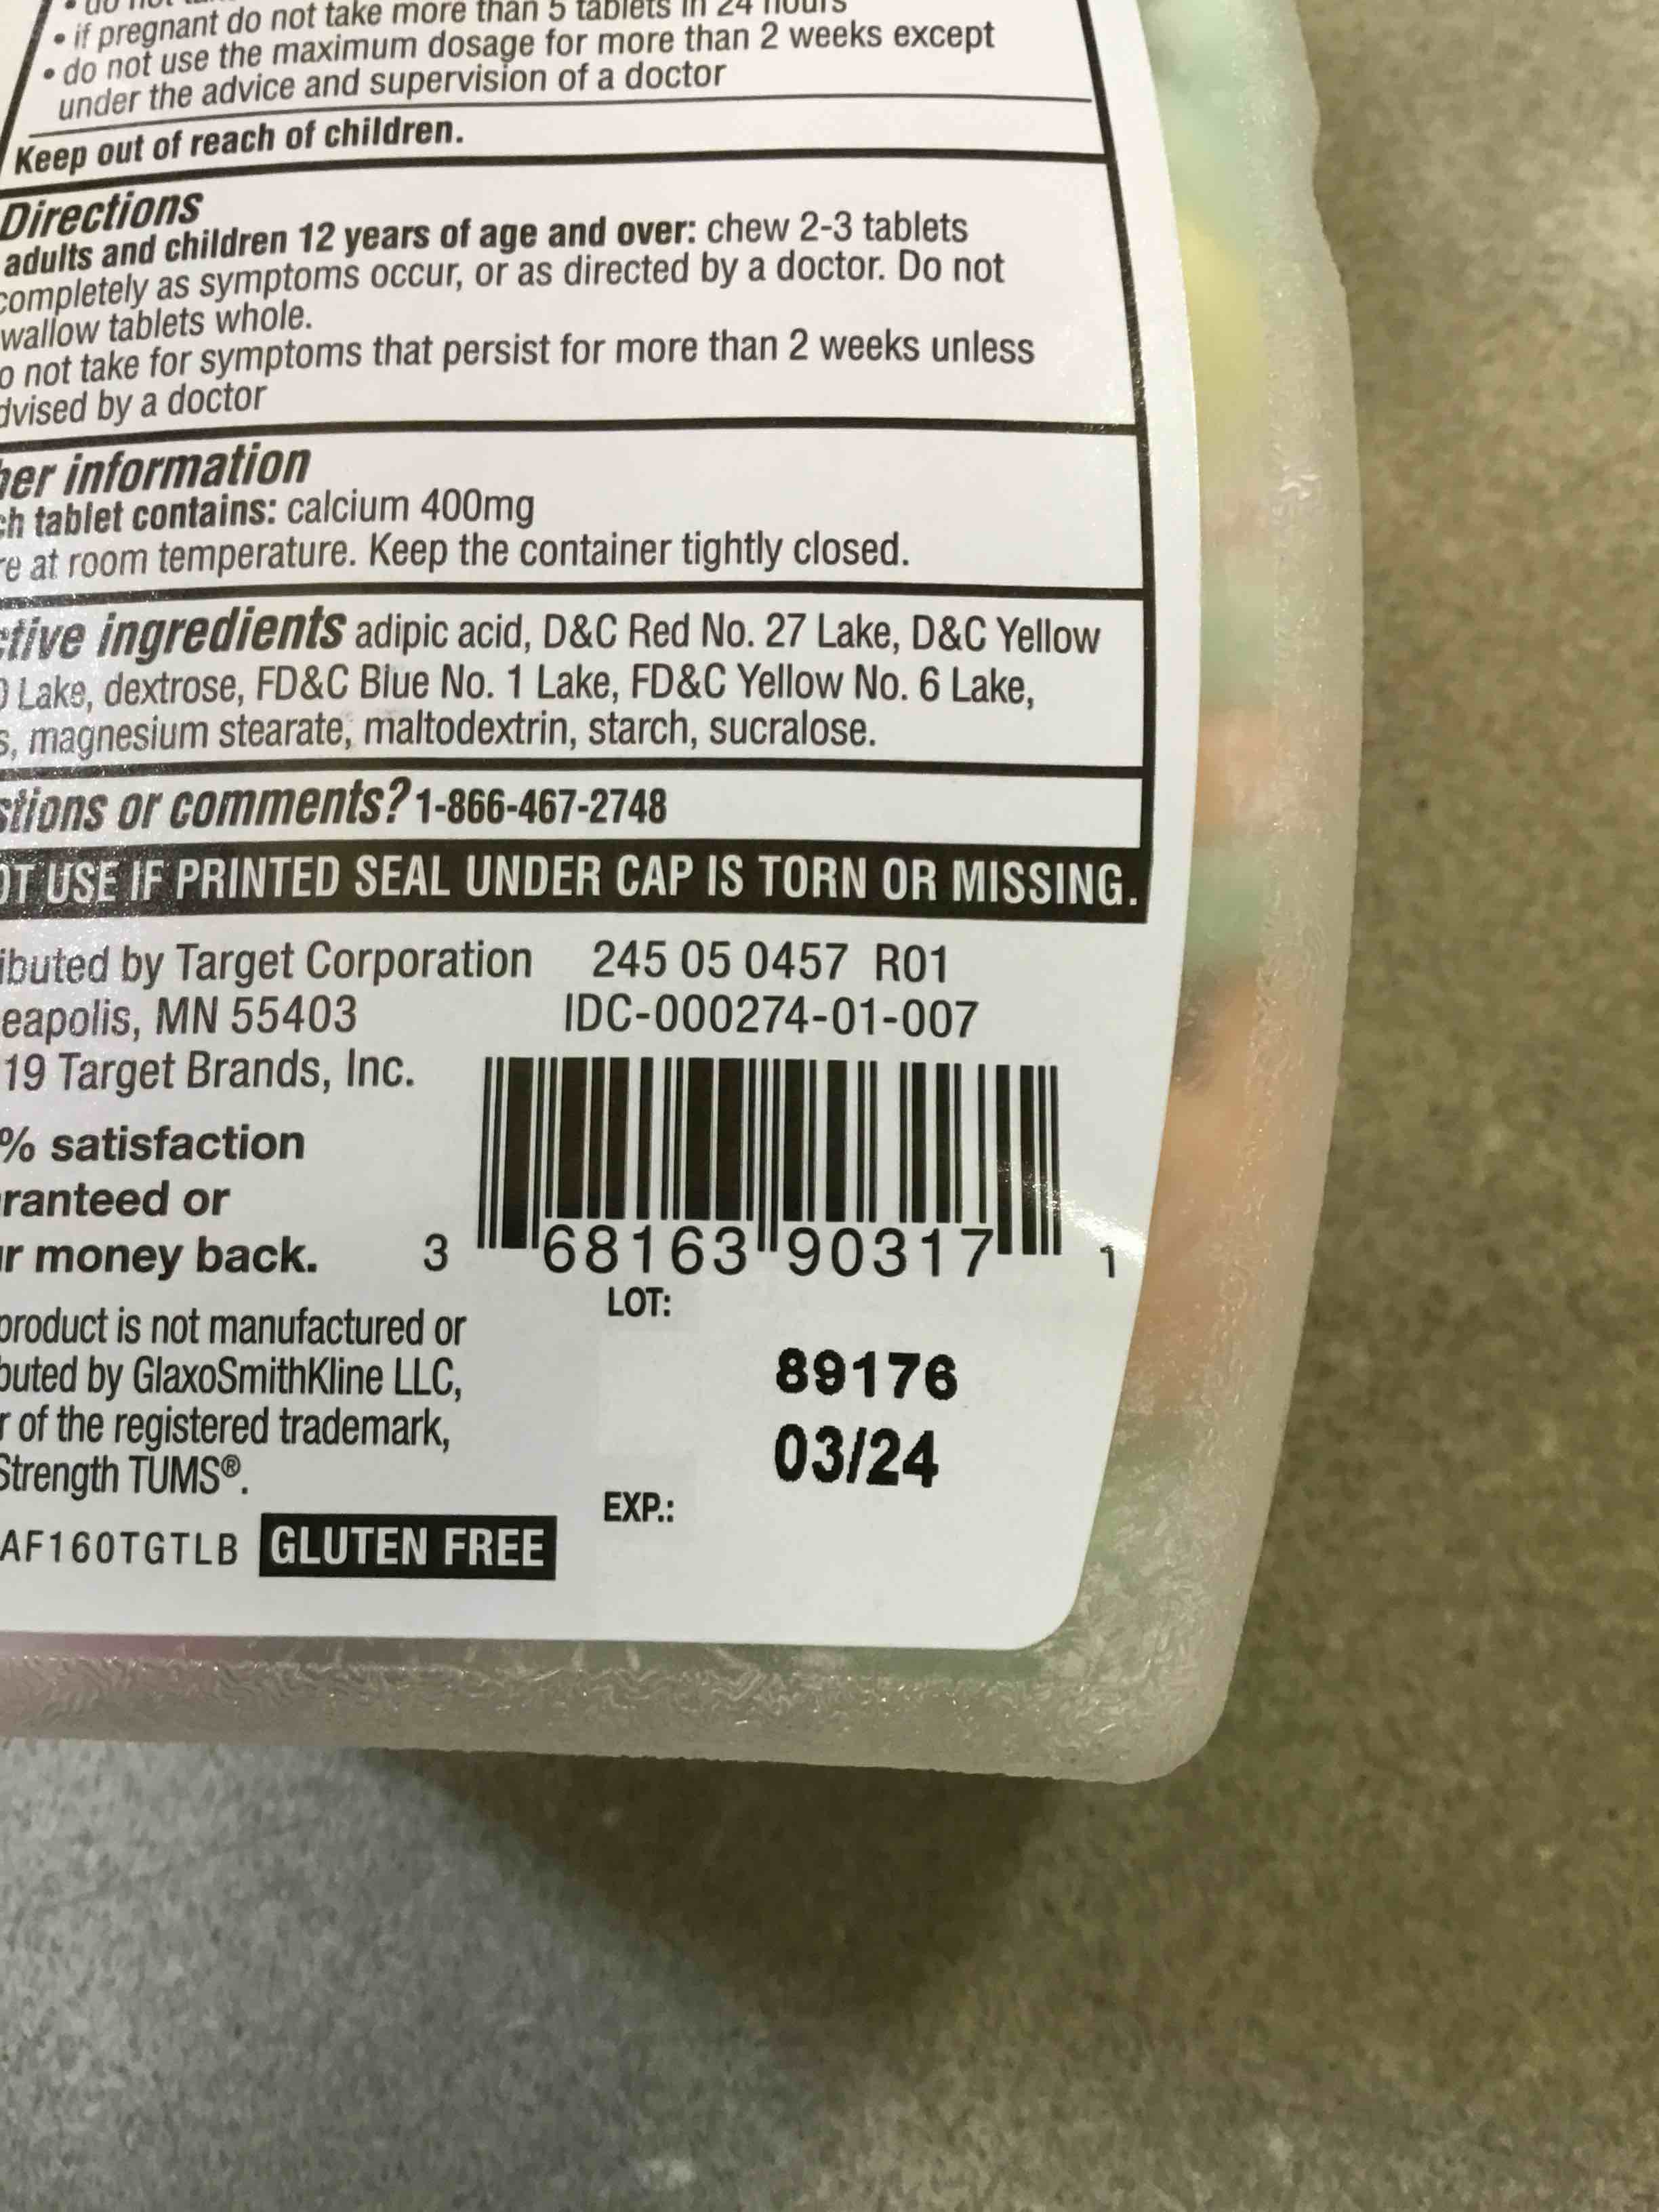 • if pregnant do not take more than 5 tablets in 24 hours
• do not use the maximum dosage for more than 2 weeks except
under the advice and supervision of a doctor
Keep out of reach of children.
Directions
adults and children 12 years of age and over: chew 2-3 tablets
completely as symptoms occur, or as directed by a doctor. Do not
wallow tablets whole.
o not take for symptoms that persist for more than 2 weeks unless
dvised by a doctor
her information
ch tablet contains: calcium 400mg
re at room temperature. Keep the container tightly closed.
ctive ingredients adipic acid, D&C Red No. 27 Lake, D&C Yellow
0 Lake, dextrose, FD&C Blue No. 1 Lake, FD&C Yellow No. 6 Lake,
s, magnesium stearate, maltodextrin, starch, sucralose.
stions or comments? 1-866-467-2748
OT USE IF PRINTED SEAL UNDER CAP IS TORN OR MISSING.
ibuted by Target Corporation 245 05 0457 R01
eapolis, MN 55403 IDC-000274-01-007
19 Target Brands, Inc.
% satisfaction
ranteed or
ur money back.
3 68163 90317 1
product is not manufactured or
buted by GlaxoSmithKline LLC,
r of the registered trademark,
Strength TUMS®.
LOT:
89176
03/24
EXP.:
AF160TGTLB GLUTEN FREE